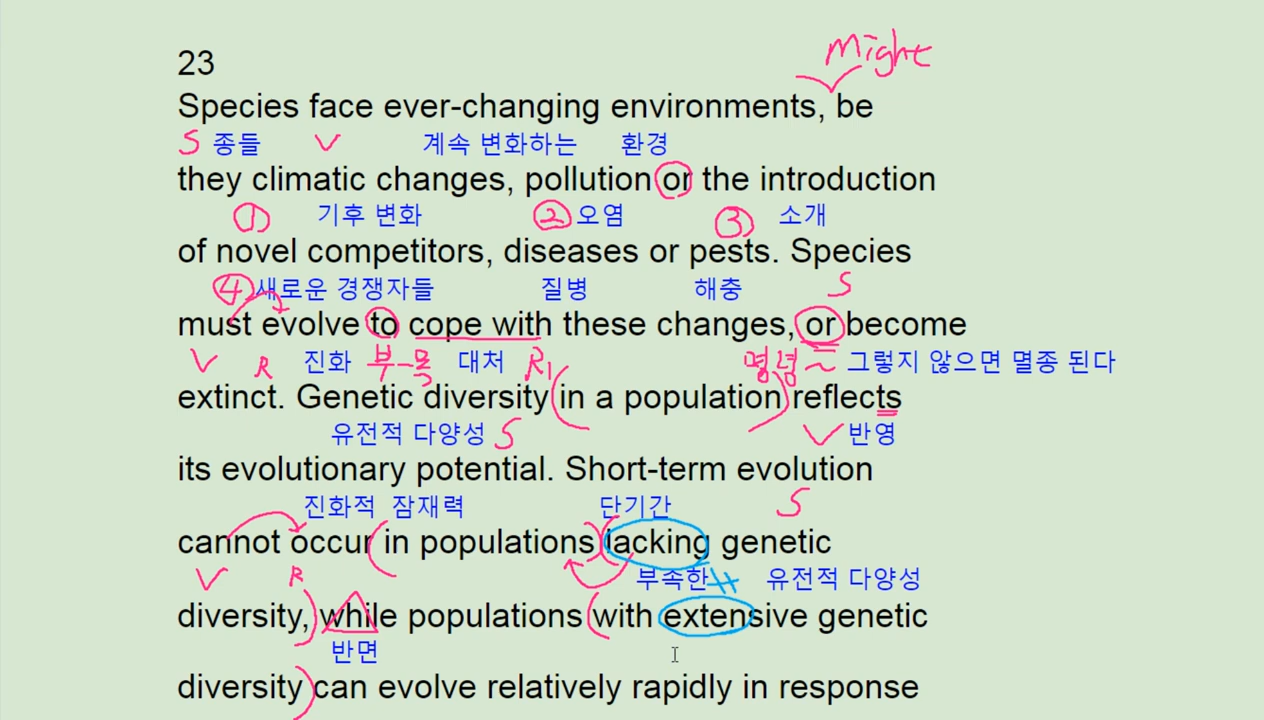 Might
23
Species face ever-changing environments, be
S 종들 V 계속 변화하는 환경
they climatic changes, pollution or the introduction
① 기후 변화 ② 오염 ③ 소개
of novel competitors, diseases or pests. Species
④ 새로운 경쟁자들 질병 해충 S
must evolve to cope with these changes, or become
V R 진화 부-목 대처 R1 명령~ 그렇지 않으면 멸종 된다
extinct. Genetic diversity (in a population) reflects
유전적 다양성 S V 반영
its evolutionary potential. Short-term evolution
진화적 잠재력 단기간 S
cannot occur (in populations) (lacking genetic
V R 부족한 유전적 다양성
diversity,) while populations (with extensive genetic
반면
diversity) can evolve relatively rapidly in response